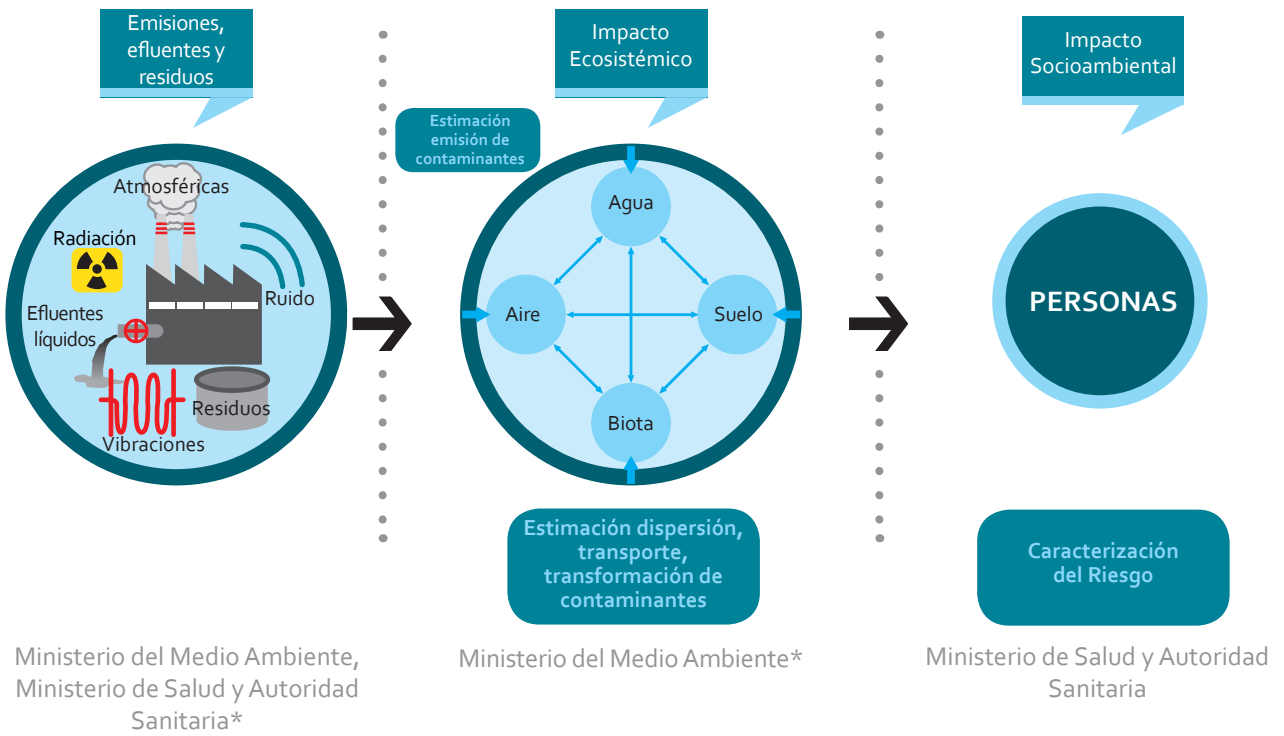 Emisiones,
efluentes y
residuos
Atmosféricas
Radiación
Ruido
Efluentes
líquidos
Residuos
Vibraciones
Ministerio del Medio Ambiente,
Ministerio de Salud y Autoridad
Sanitaria*
Impacto
Ecosistémico
Estimación
emisión de
contaminantes
Agua
Aire
Suelo
Biota
Estimación dispersión,
transporte,
transformación de
contaminantes
Ministerio del Medio Ambiente*
Impacto
Socioambiental
PERSONAS
Caracterización
del Riesgo
Ministerio de Salud y Autoridad
Sanitaria